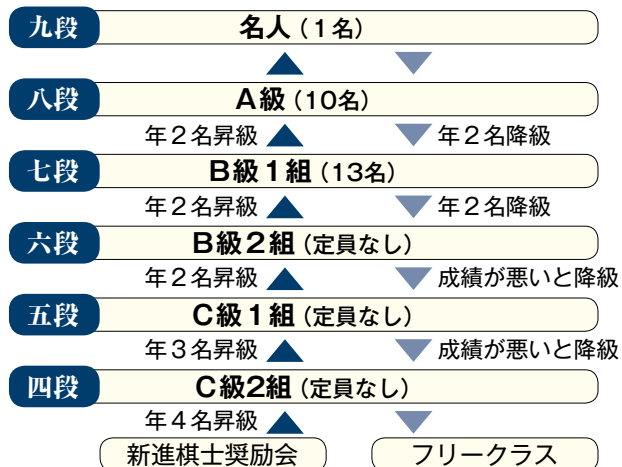 九段 名人（1名）
八段 A級（10名）
年2名昇級 年2名降級
七段 B級1組（13名）
年2名昇級 年2名降級
六段 B級2組（定員なし）
年2名昇級 成績が悪いと降級
五段 C級1組（定員なし）
年3名昇級 成績が悪いと降級
四段 C級2組（定員なし）
年4名昇級
新進棋士奨励会 フリークラス